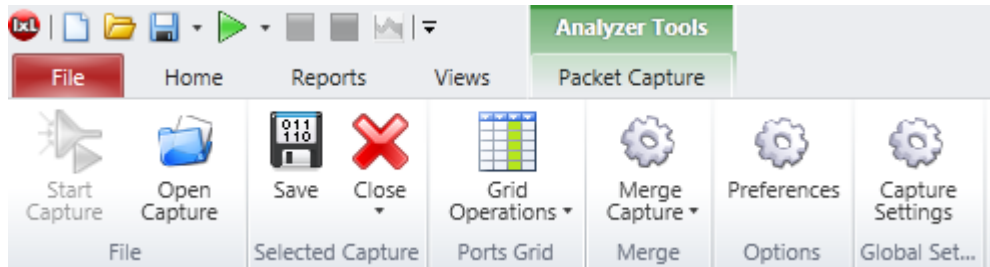 IxL
Analyzer Tools
File Home Reports Views Packet Capture
011
110
Start Capture
Open Capture
Save
Close
Grid Operations
Merge Capture
Preferences
Capture Settings
File Selected Capture Ports Grid Merge Options Global Set...